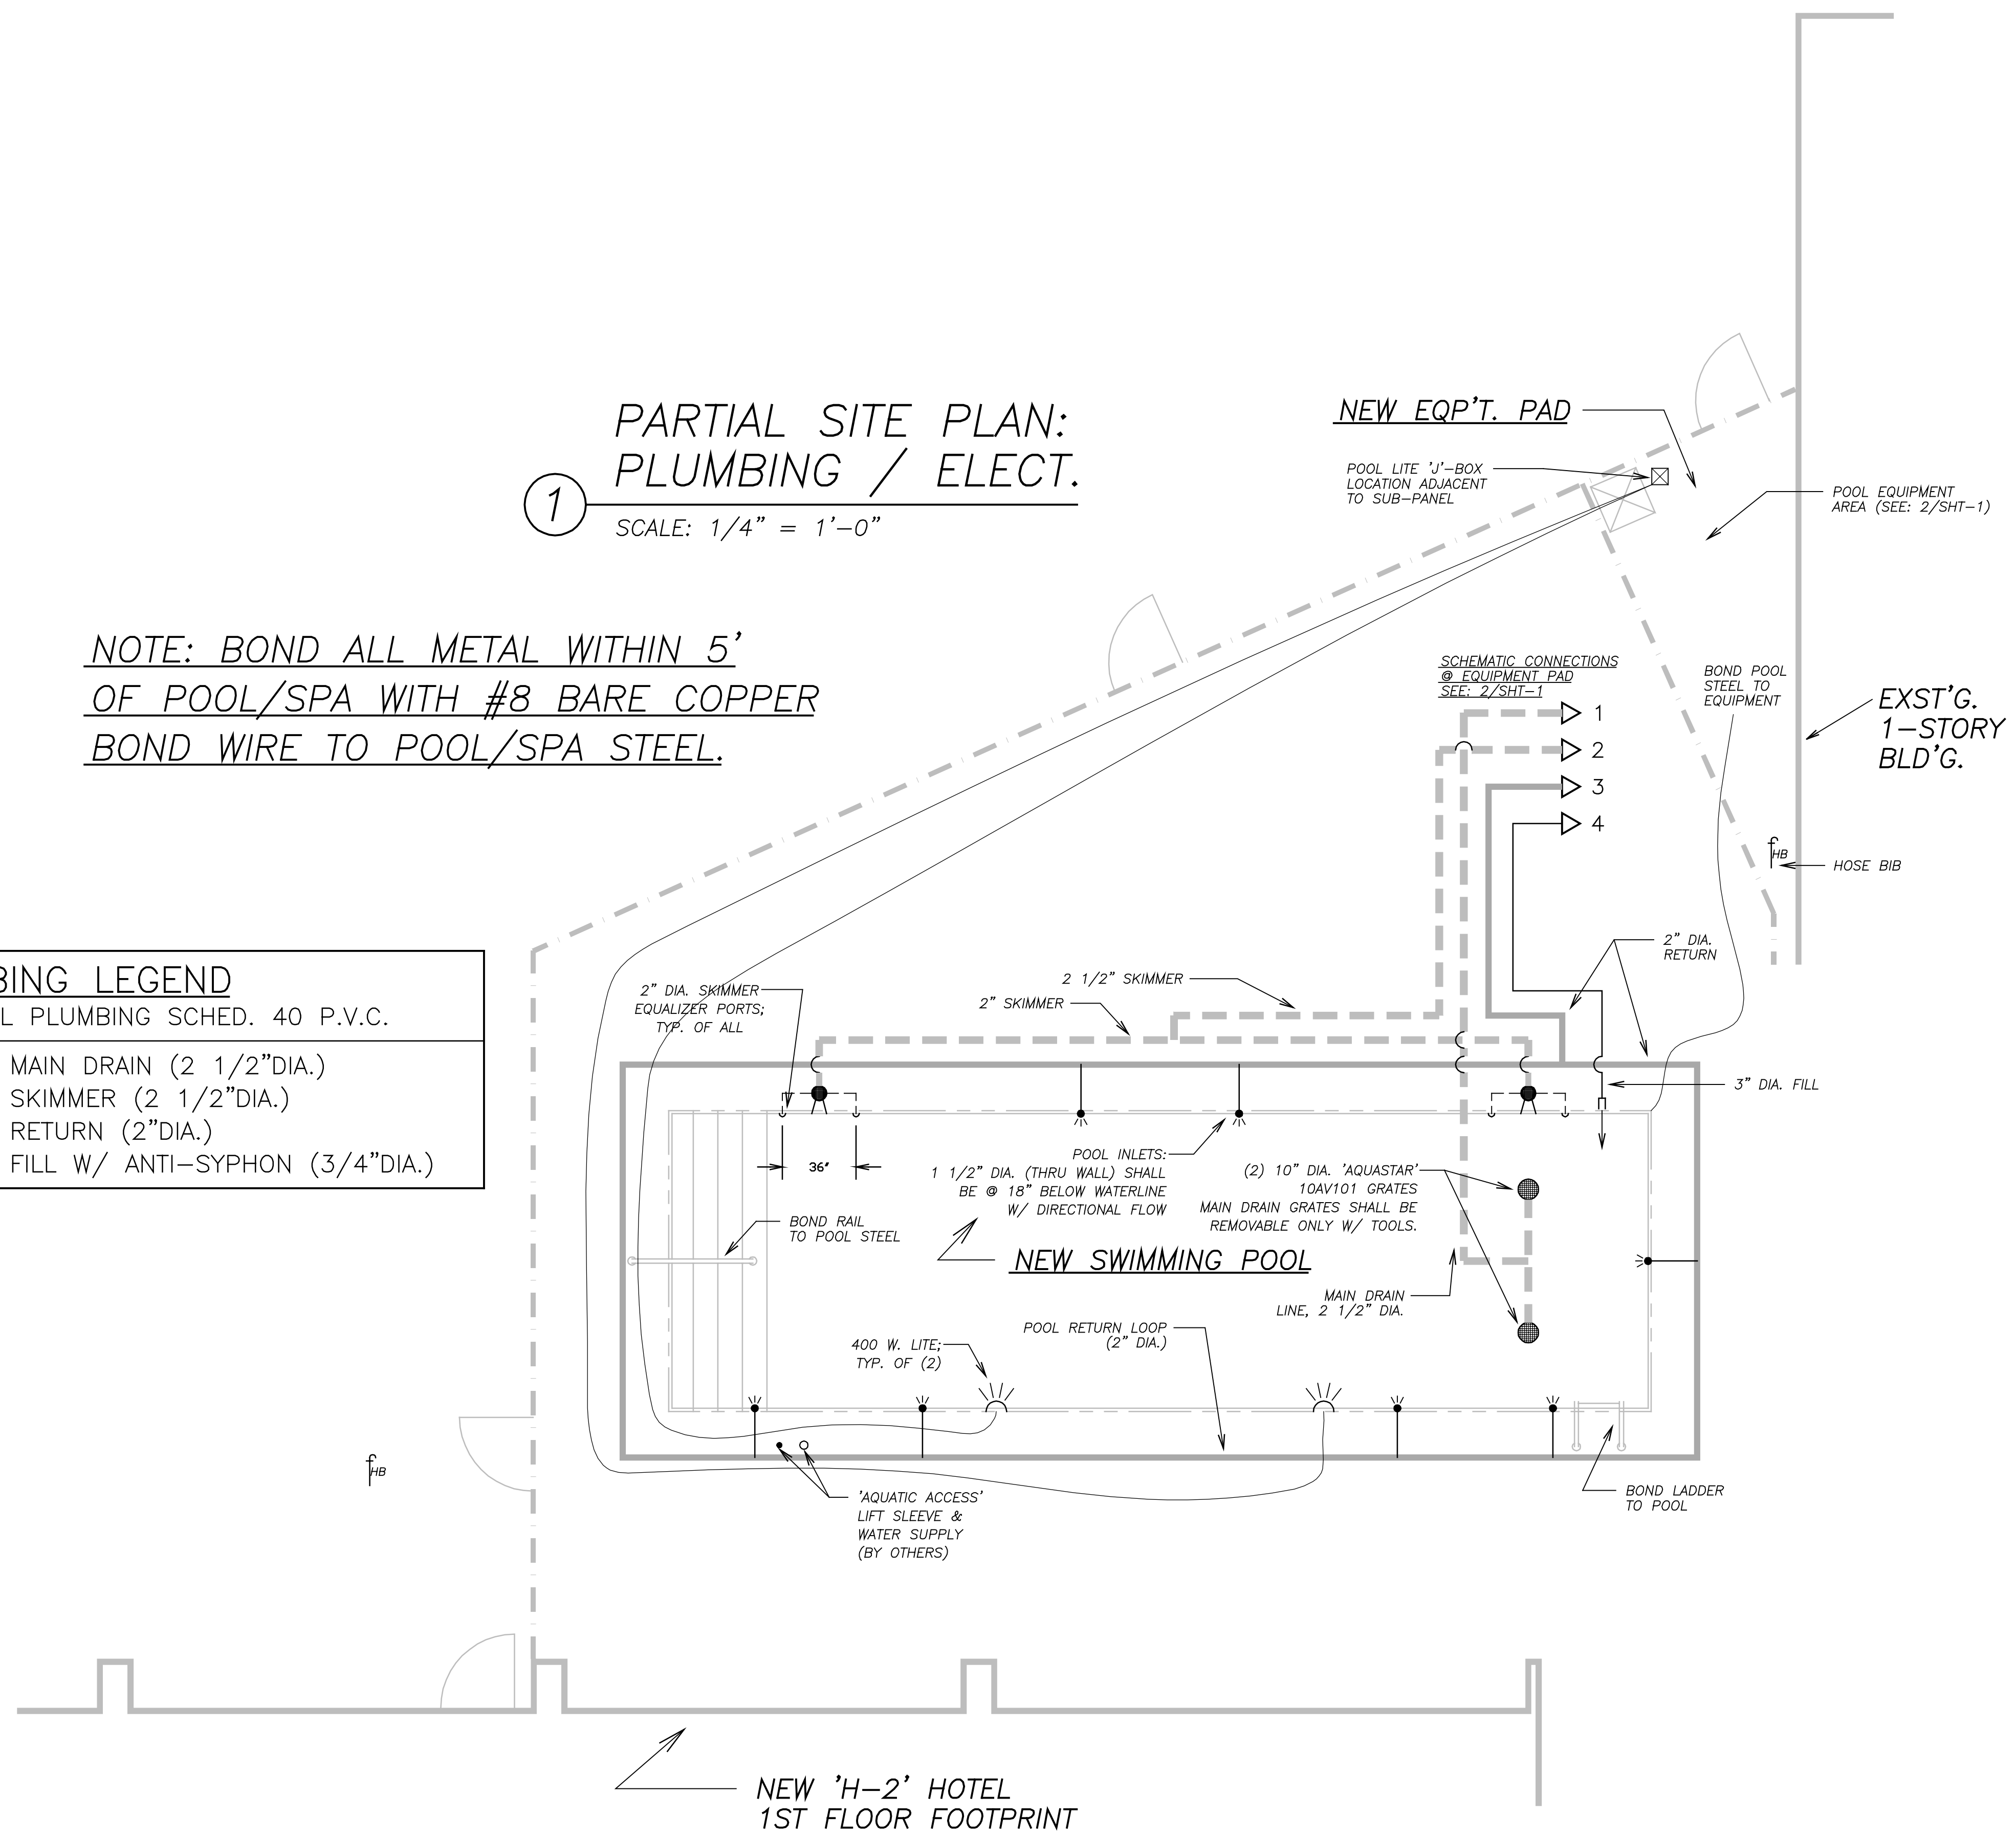 PARTIAL SITE PLAN:
PLUMBING / ELECT.
1
SCALE: 1/4" = 1'-0"
NEW EQP'T. PAD
POOL LITE 'J'-BOX
LOCATION ADJACENT
TO SUB-PANEL
POOL EQUIPMENT
AREA (SEE: 2/SHT-1)
NOTE: BOND ALL METAL WITHIN 5'
OF POOL/SPA WITH #8 BARE COPPER
BOND WIRE TO POOL/SPA STEEL.
SCHEMATIC CONNECTIONS
@ EQUIPMENT PAD
SEE: 2/SHT-1
1
2
3
4
BOND POOL
STEEL TO
EQUIPMENT
EXST'G.
1-STORY
BLD'G.
HB
HOSE BIB
BING LEGEND
L PLUMBING SCHED. 40 P.V.C.
MAIN DRAIN (2 1/2"DIA.)
SKIMMER (2 1/2"DIA.)
RETURN (2"DIA.)
FILL W/ ANTI-SYPHON (3/4"DIA.)
2" DIA.
RETURN
2" DIA. SKIMMER
EQUALIZER PORTS;
TYP. OF ALL
2 1/2" SKIMMER
2" SKIMMER
3" DIA. FILL
36"
POOL INLETS:
1 1/2" DIA. (THRU WALL) SHALL
BE @ 18" BELOW WATERLINE
W/ DIRECTIONAL FLOW
(2) 10" DIA. 'AQUASTAR'
10AV101 GRATES
MAIN DRAIN GRATES SHALL BE
REMOVABLE ONLY W/ TOOLS.
BOND RAIL
TO POOL STEEL
NEW SWIMMING POOL
MAIN DRAIN
LINE, 2 1/2" DIA.
POOL RETURN LOOP
(2" DIA.)
400 W. LITE;
TYP. OF (2)
HB
'AQUATIC ACCESS'
LIFT SLEEVE &
WATER SUPPLY
(BY OTHERS)
BOND LADDER
TO POOL
NEW 'H-2' HOTEL
1ST FLOOR FOOTPRINT